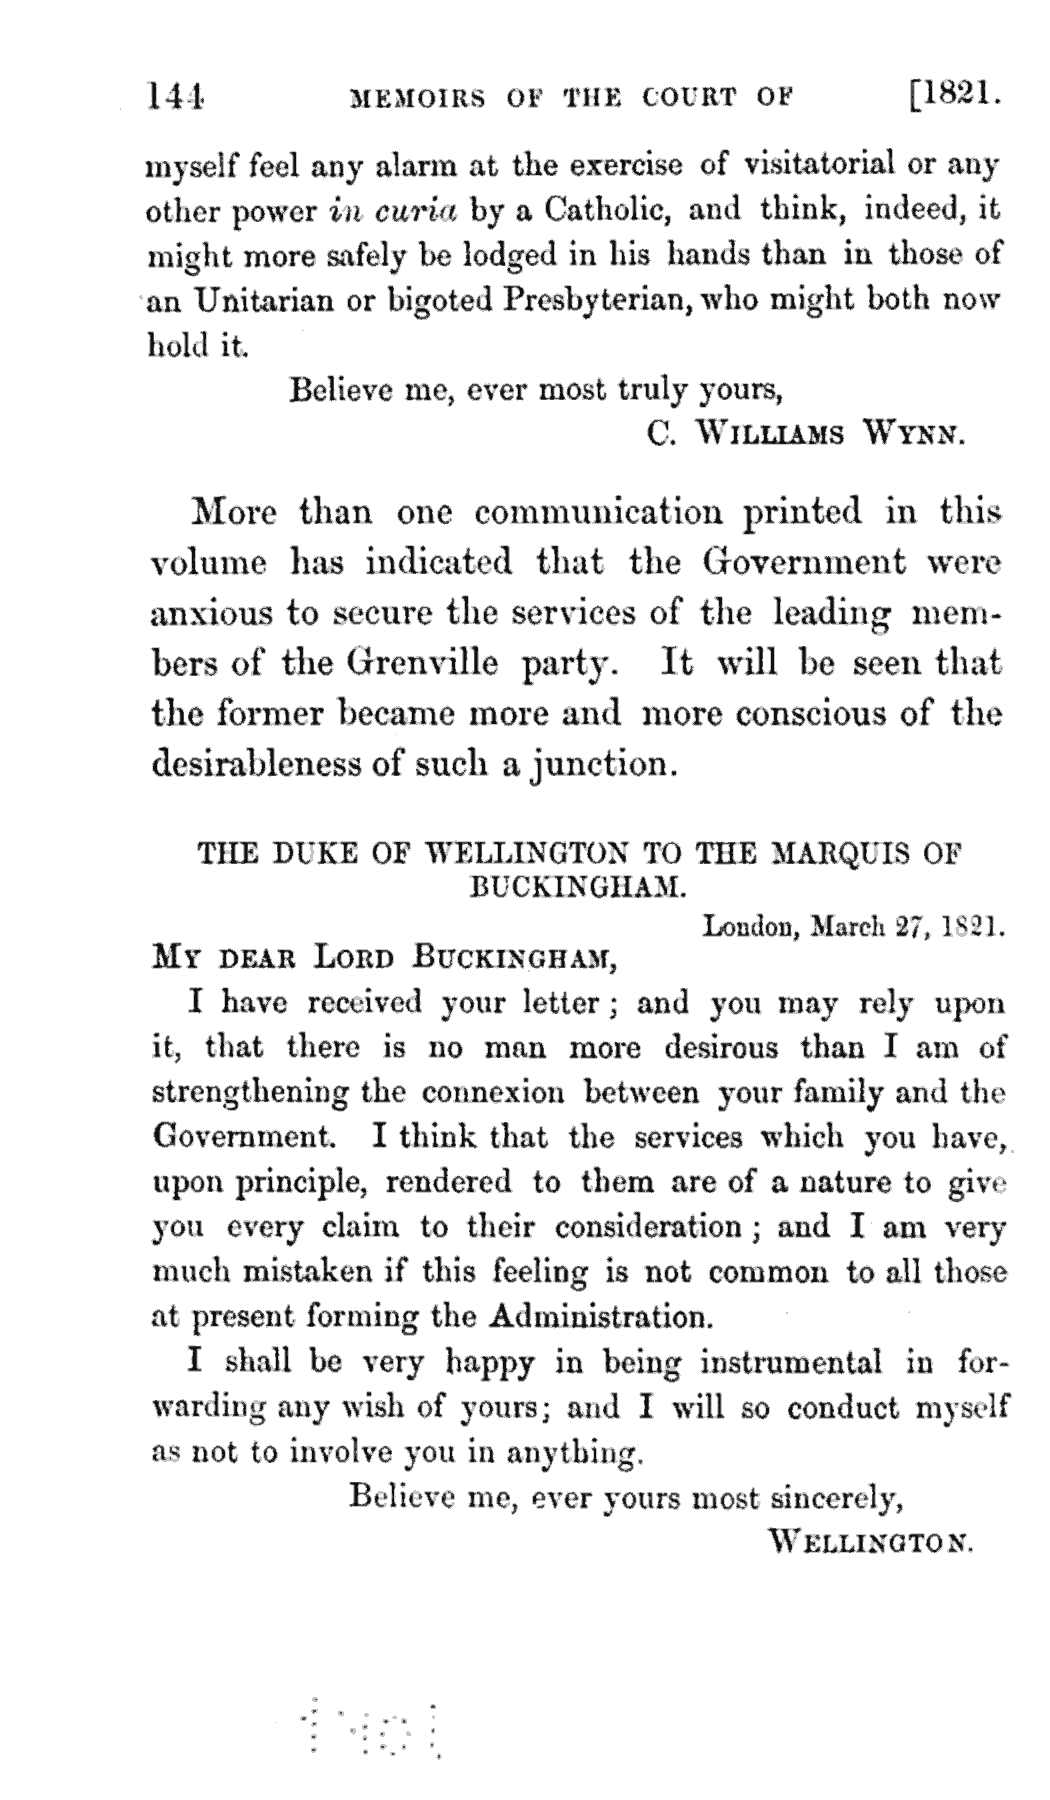 144 MEMOIRS OF THE COURT OF [1821.
myself feel any alarm at the exercise of visitatorial or any
other power in curia by a Catholic, and think, indeed, it
might more safely be lodged in his hands than in those of
an Unitarian or bigoted Presbyterian, who might both now
hold it.
Believe me, ever most truly yours,
C. WILLIAMS WYNN.
More than one communication printed in this
volume has indicated that the Government were
anxious to secure the services of the leading mem-
bers of the Grenville party. It will be seen that
the former became more and more conscious of the
desirableness of such a junction.
THE DUKE OF WELLINGTON TO THE MARQUIS OF
BUCKINGHAM.
London, March 27, 1821.
MY DEAR LORD BUCKINGHAM,
I have received your letter; and you may rely upon
it, that there is no man more desirous than I am of
strengthening the connexion between your family and the
Government. I think that the services which you have,
upon principle, rendered to them are of a nature to give
you every claim to their consideration; and I am very
much mistaken if this feeling is not common to all those
at present forming the Administration.
I shall be very happy in being instrumental in for-
warding any wish of yours; and I will so conduct myself
as not to involve you in anything.
Believe me, ever yours most sincerely,
WELLINGTON.